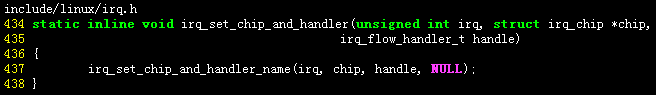 include/linux/irq.h
434 static inline void irq_set_chip_and_handler(unsigned int irq, struct irq_chip *chip,
435                                             irq_flow_handler_t handle)
436 {
437         irq_set_chip_and_handler_name(irq, chip, handle, NULL);
438 }